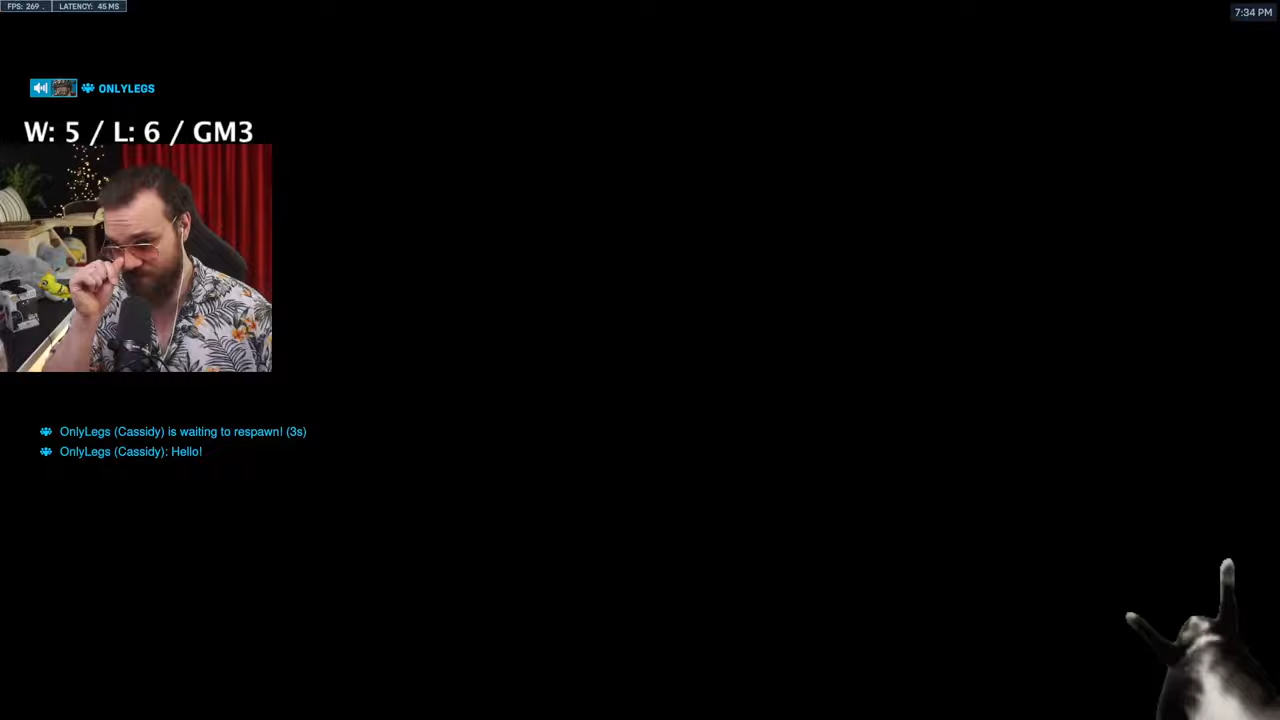 FPS: 269 .
LATENCY: 45 MS
7:34 PM
ONLYLEGS
W: 5 / L: 6 / GM3
OnlyLegs (Cassidy) is waiting to respawn! (3s)
OnlyLegs (Cassidy): Hello!